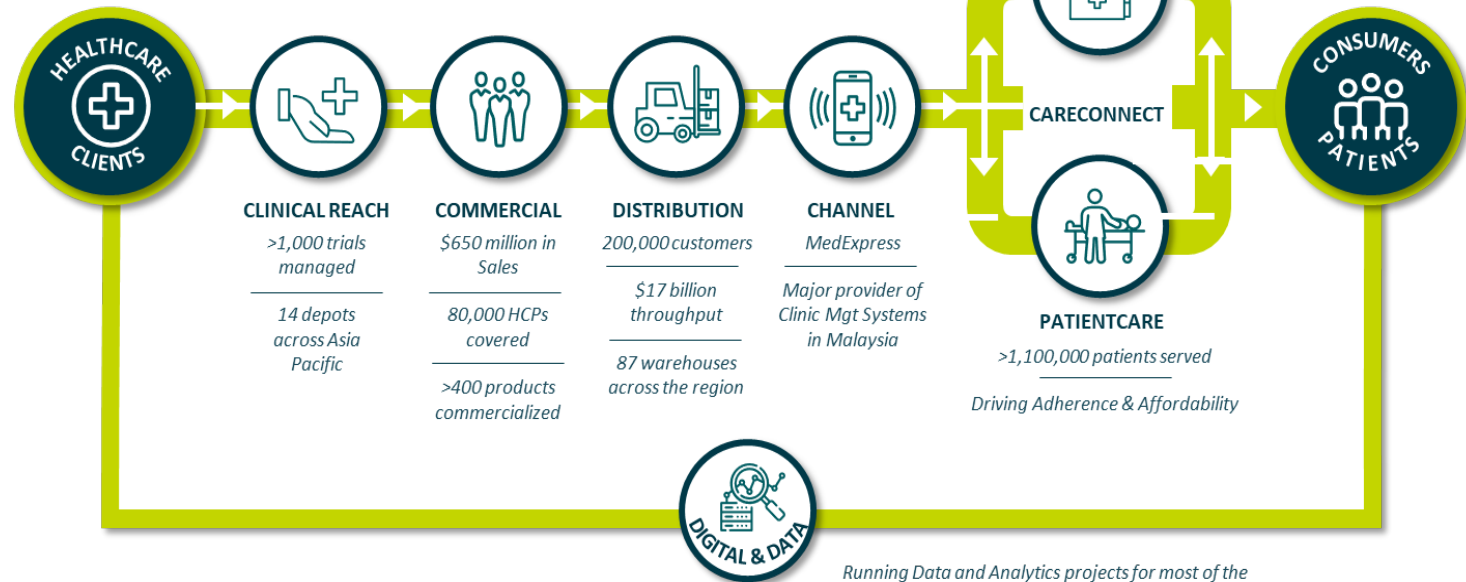 HEALTHCARE
CLIENTS
CARECONNECT
CONSUMERS
PATIENTS
CLINICAL REACH
>1,000 trials
managed
14 depots
across Asia
Pacific
COMMERCIAL
$650 million in
Sales
80,000 HCPs
covered
>400 products
commercialized
DISTRIBUTION
200,000 customers
$17 billion
throughput
87 warehouses
across the region
CHANNEL
MedExpress
Major provider of
Clinic Mgt Systems
in Malaysia
PATIENTCARE
>1,100,000 patients served
Driving Adherence & Affordability
DIGITAL & DATA
Running Data and Analytics projects for most of the